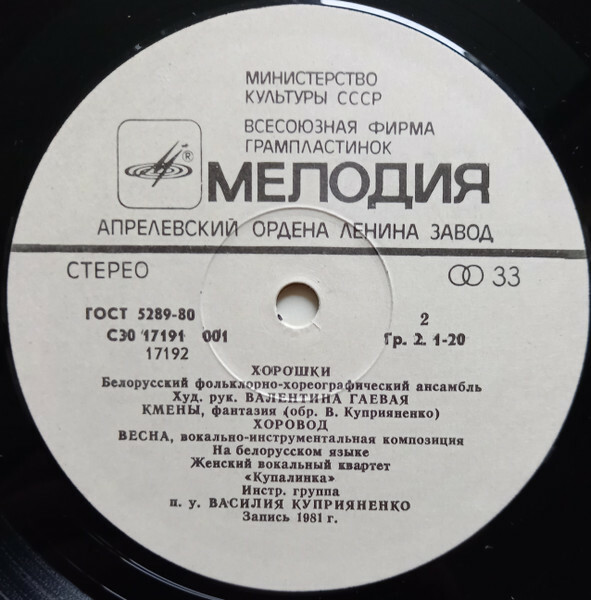 МИНИСТЕРСТВО
КУЛЬТУРЫ СССР
ВСЕСОЮЗНАЯ ФИРМА
ГРАМПЛАСТИНОК
®
МЕЛОДИЯ
АПРЕЛЕВСКИЙ ОРДЕНА ЛЕНИНА ЗАВОД
СТЕРЕО 33
ГОСТ 5289-80 2
С30 17191 001 Гр. 2. 1-20
17192
ХОРОШКИ
Белорусский фольклорно-хореографический ансамбль
Худ. рук. ВАЛЕНТИНА ГАЕВАЯ
КМЕНЫ, фантазия (обр. В. Куприяненко)
ХОРОВОД
ВЕСНА, вокально-инструментальная композиция
На белорусском языке
Женский вокальный квартет
«Купалинка»
Инстр. группа
п. у. ВАСИЛИЯ КУПРИЯНЕНКО
Запись 1981 г.